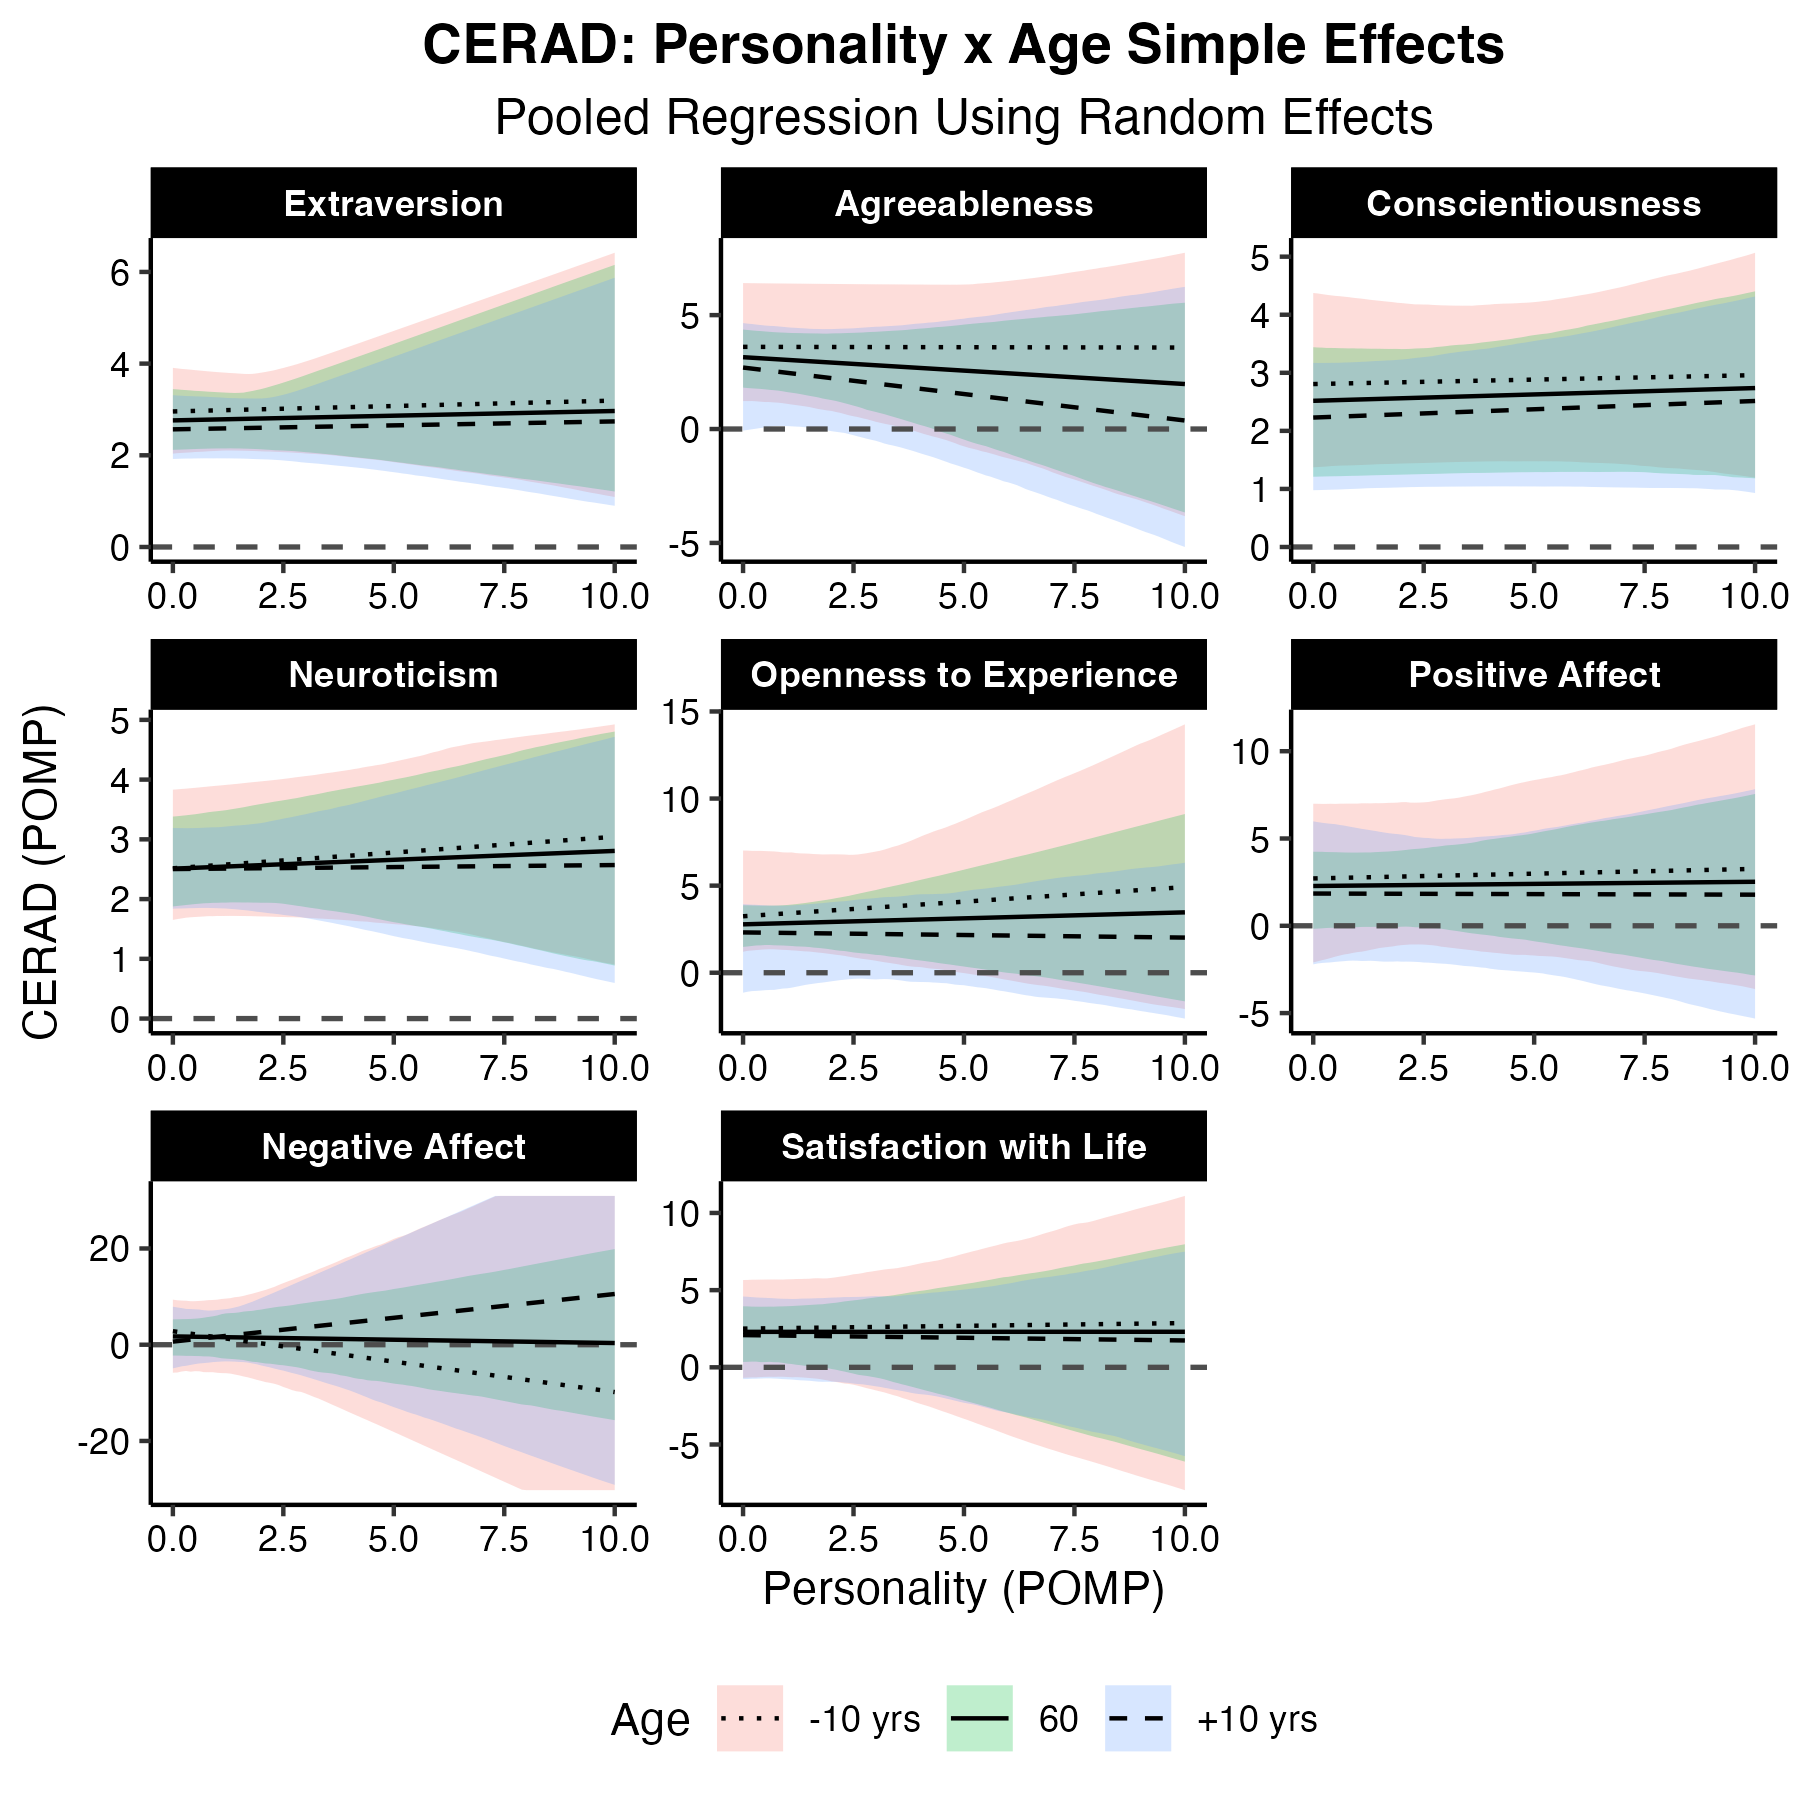 CERAD: Personality x Age Simple Effects
Pooled Regression Using Random Effects
Extraversion
Agreeableness
Conscientiousness
6
4
2
0
5
0
-5
5
4
3
2
1
0
0.0 2.5 5.0 7.5 10.0
0.0 2.5 5.0 7.5 10.0
0.0 2.5 5.0 7.5 10.0
CERAD (POMP)
Neuroticism
Openness to Experience
Positive Affect
5
4
3
2
1
0
15
10
5
0
10
5
0
-5
0.0 2.5 5.0 7.5 10.0
0.0 2.5 5.0 7.5 10.0
0.0 2.5 5.0 7.5 10.0
Negative Affect
Satisfaction with Life
20
0
-20
10
5
0
-5
0.0 2.5 5.0 7.5 10.0
0.0 2.5 5.0 7.5 10.0
Personality (POMP)
Age -10 yrs 60 +10 yrs